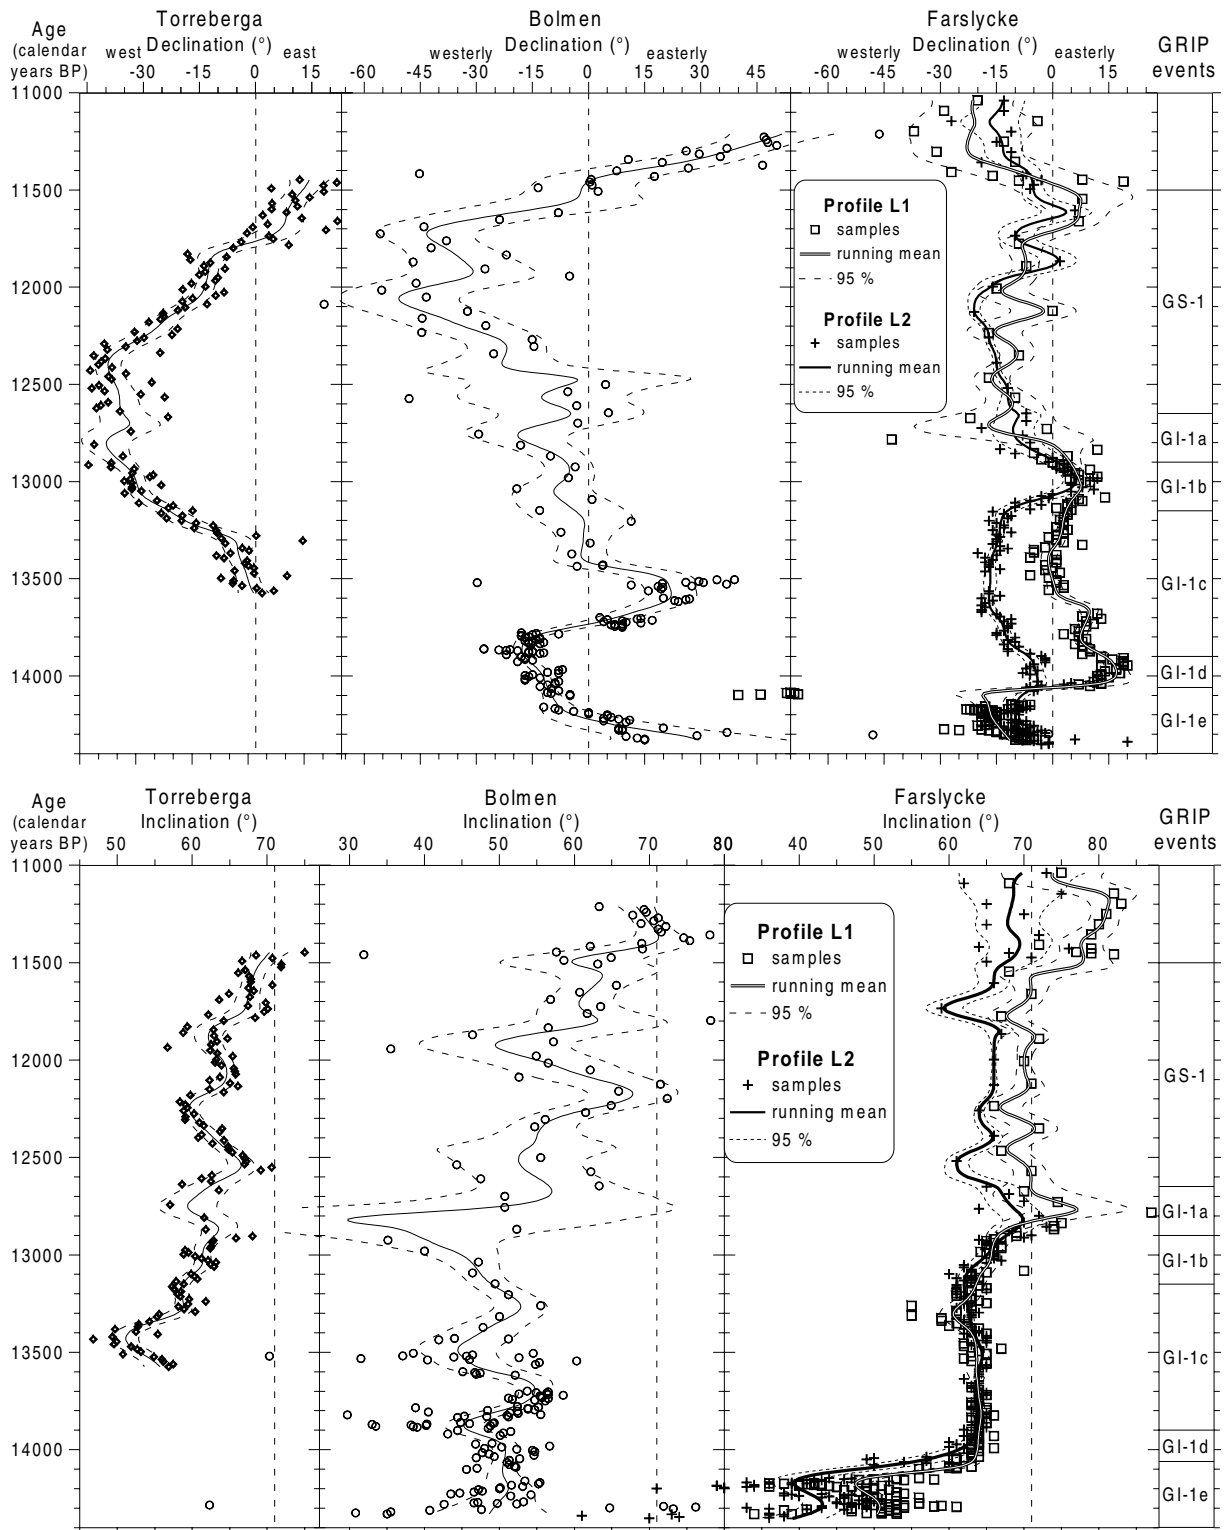 Torreberga Bolmen Farslycke
Age Declination (°) Declination (°) Declination (°) GRIP
(calendar west east westerly easterly westerly easterly events
years BP) -30 -15 0 15 -60 -45 -30 -15 0 15 30 45 -60 -45 -30 -15 0 15
11000
11500
12000
12500
13000
13500
14000
Profile L1
samples
running mean
95 %
Profile L2
samples
running mean
95 %
GS-1
GI-1a
GI-1b
GI-1c
GI-1d
GI-1e
Torreberga Bolmen Farslycke
Age Inclination (°) Inclination (°) Inclination (°) GRIP
(calendar events
years BP) 50 60 70 30 40 50 60 70 80 30 40 50 60 70 80
11000
11500
12000
12500
13000
13500
14000
Profile L1
samples
running mean
95 %
Profile L2
samples
running mean
95 %
GS-1
GI-1a
GI-1b
GI-1c
GI-1d
GI-1e